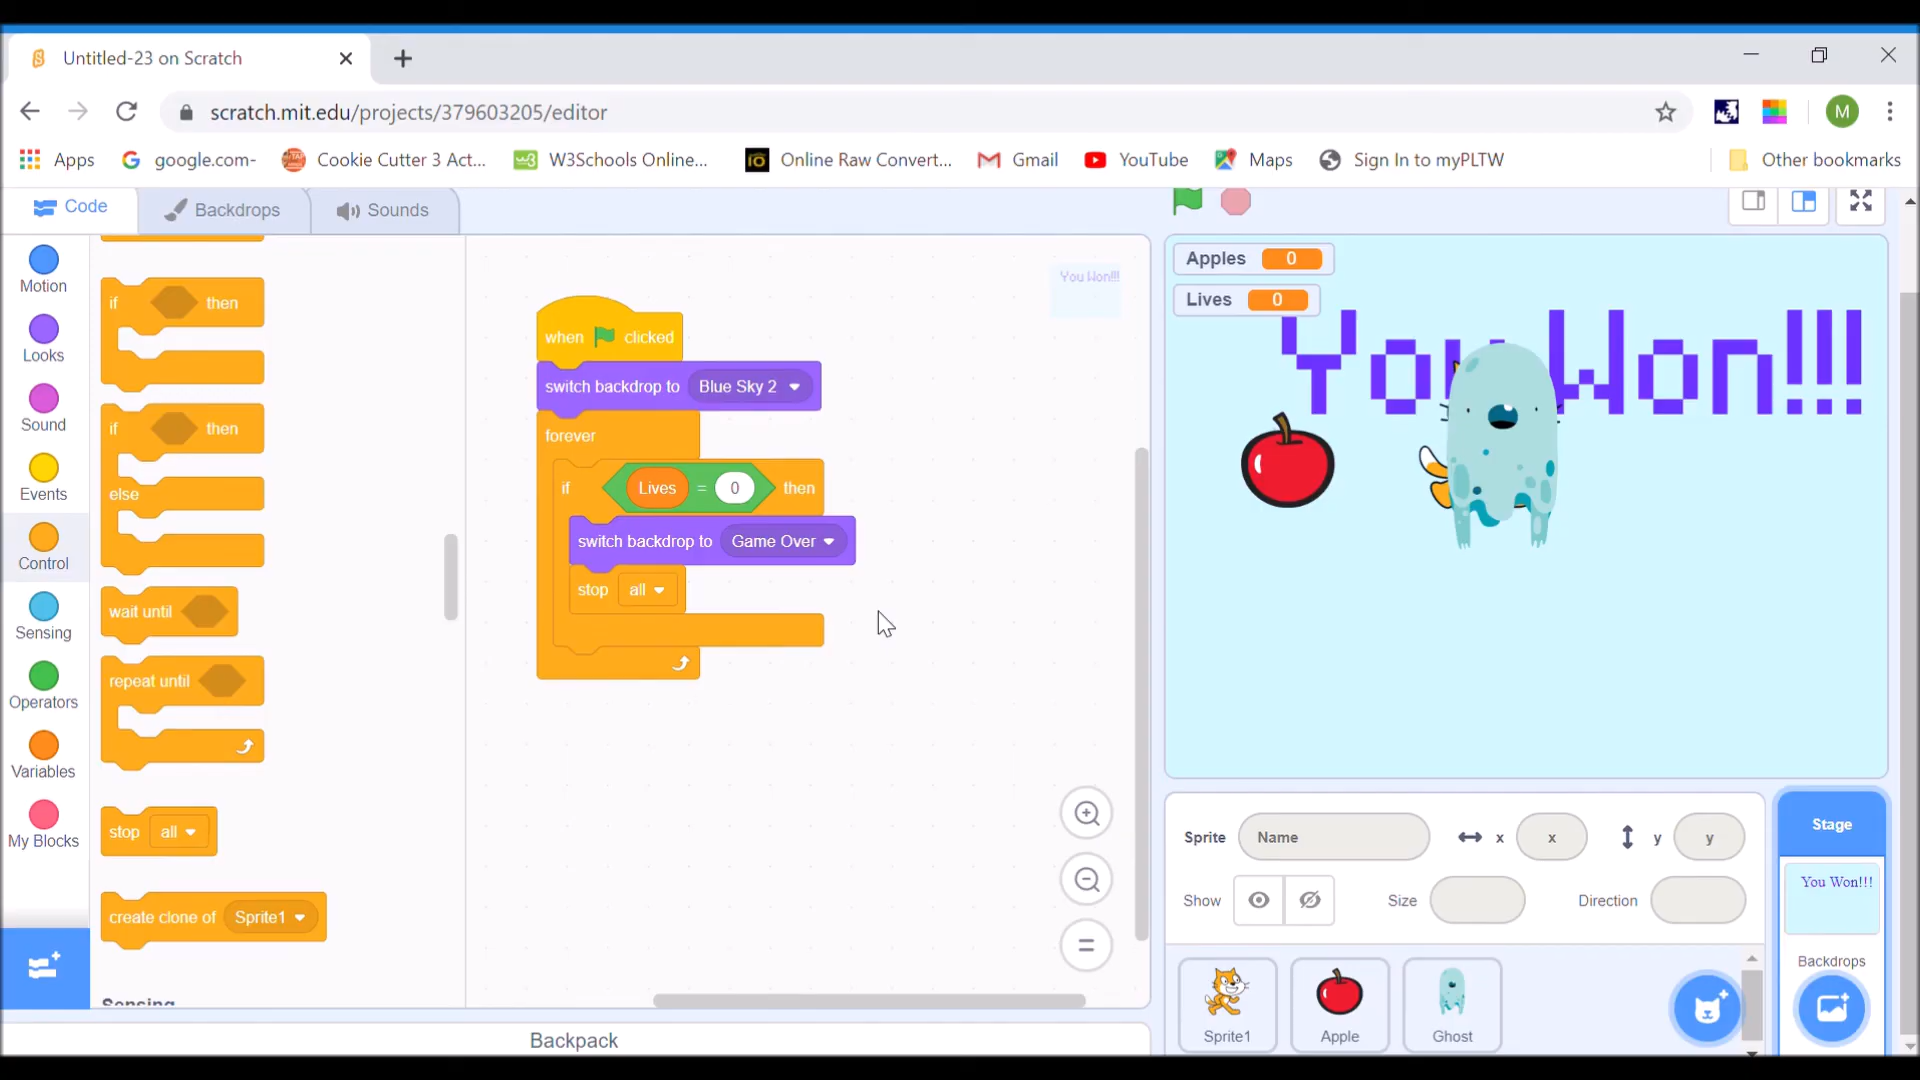 Untitled-23 on Scratch
scratch.mit.edu/projects/379603205/editor
M
Apps
google.com-
Cookie Cutter 3 Act...
W3Schools Online...
Online Raw Convert...
Gmail
YouTube
Maps
Sign In to myPLTW
Other bookmarks
Code
Backdrops
Sounds
Motion
Looks
Sound
Events
Control
Sensing
Operators
Variables
My Blocks
if then
if then
else
wait until
repeat until
stop all
create clone of Sprite1
Sensing
when clicked
switch backdrop to Blue Sky 2
forever
if Lives = 0 then
switch backdrop to Game Over
stop all
You Won!!!
Backpack
Apples 0
Lives 0
You Won!!!
Sprite Name x x y y
Show Size Direction
Sprite1
Apple
Ghost
Stage
You Won!!!
Backdrops